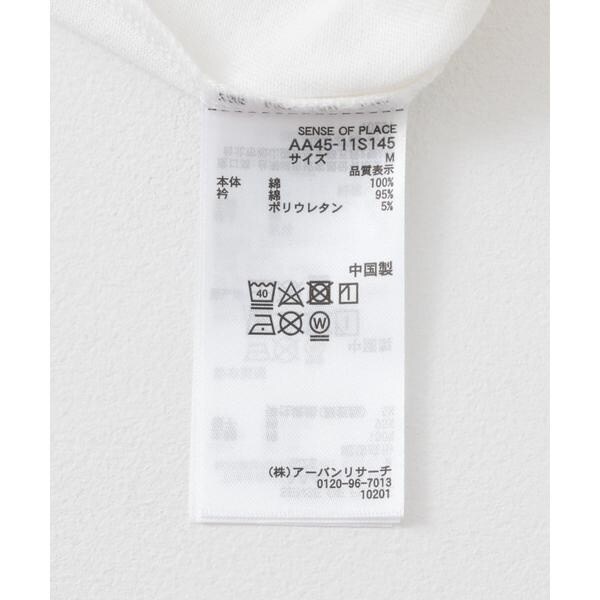 SENSE OF PLACE
AA45-11S145
サイズ M
品質表示
本体 綿 100%
衿 綿 95%
ポリウレタン 5%
中国製
40
W
(株)アーバンリサーチ
0120-96-7013
10201